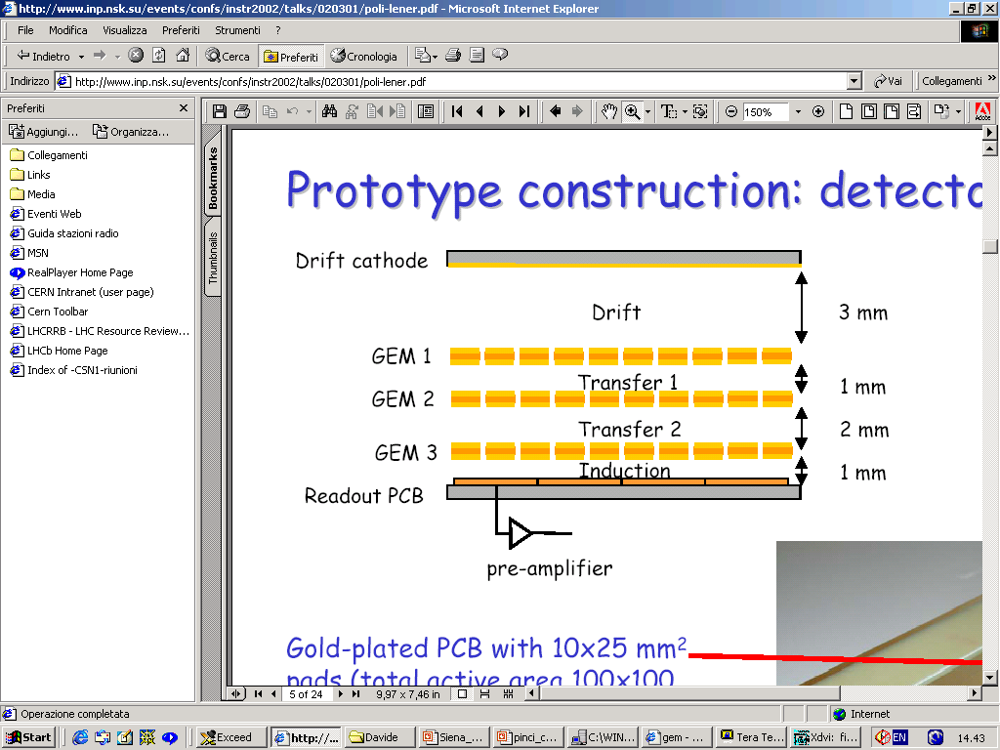 http://www.inp.nsk.su/events/confs/instr2002/talks/020301/poli-lener.pdf - Microsoft Internet Explorer
File Modifica Visualizza Preferiti Strumenti ?
Indietro Cerca Preferiti Cronologia
Indirizzo http://www.inp.nsk.su/events/confs/instr2002/talks/020301/poli-lener.pdf Vai Collegamenti
Preferiti
Aggiungi... Organizza...
150%
Collegamenti
Links
Media
Eventi Web
Guida stazioni radio
MSN
RealPlayer Home Page
CERN Intranet (user page)
Cern Toolbar
LHCRRB - LHC Resource Review...
LHCb Home Page
Index of -CSN1-riunioni
Bookmarks
Thumbnails
Prototype construction: detecto
Drift cathode
Drift 3 mm
GEM 1
Transfer 1 1 mm
GEM 2
Transfer 2 2 mm
GEM 3
Induction 1 mm
Readout PCB
pre-amplifier
Gold-plated PCB with 10x25 mm²
pads (total active area 100x100
5 of 24 9,97 x 7,46 in
Operazione completata Internet
Start Exceed http://... Davide Siena_... pinci_c... C:\WIN... gem - ... Tera Te... Xdvi: fi... EN 14.43